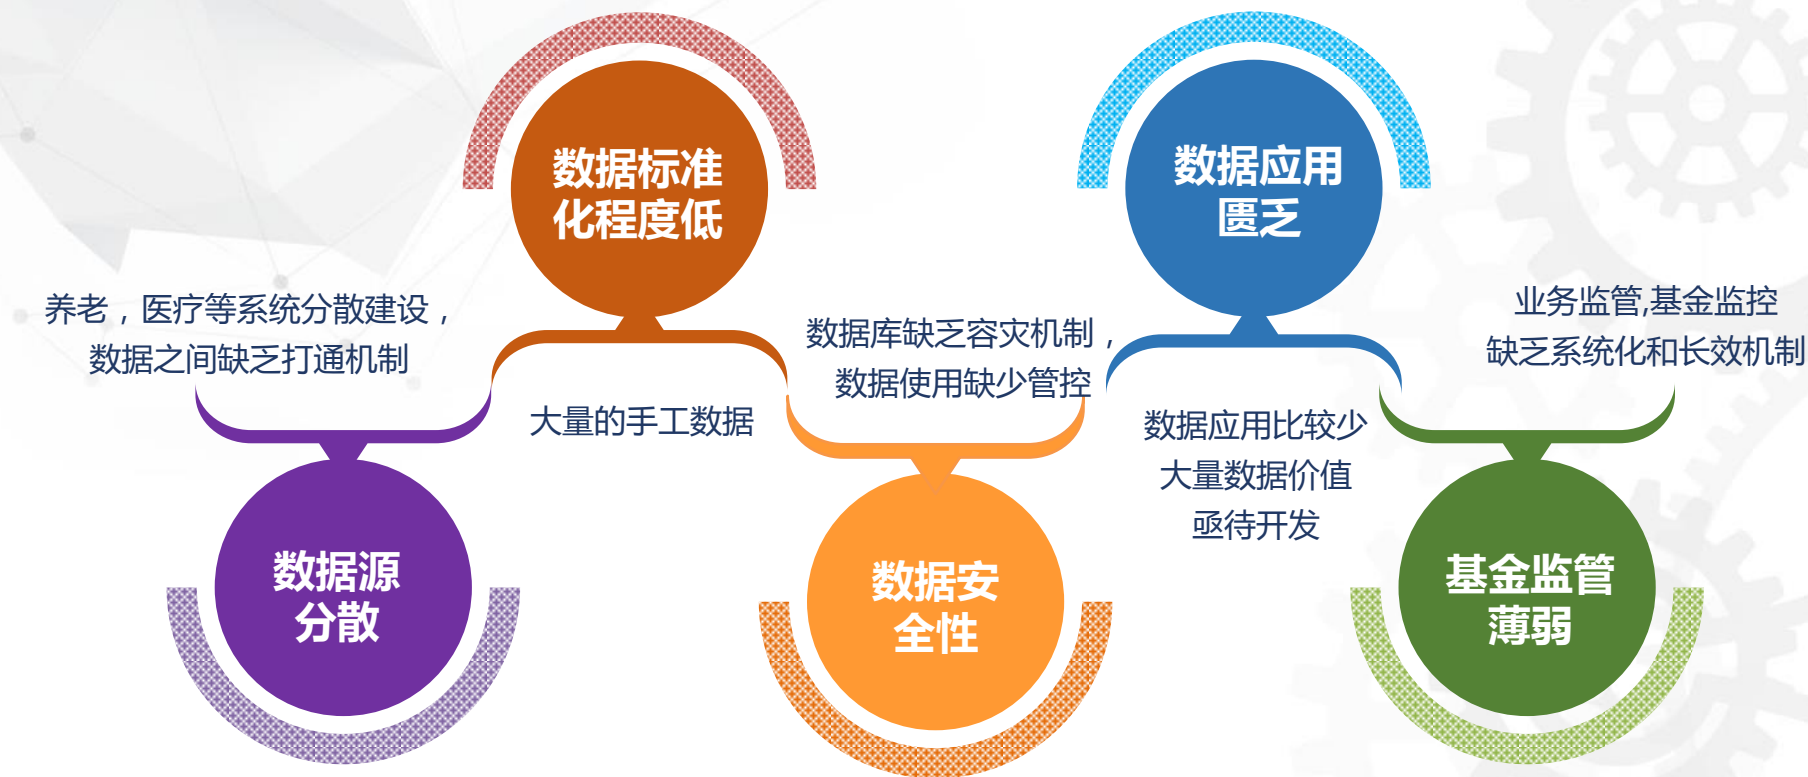 养老，医疗等系统分散建设，
数据之间缺乏打通机制
数据源
分散
数据标准
化程度低
大量的手工数据
数据库缺乏容灾机制，
数据使用缺少管控
数据安
全性
数据应用
匮乏
数据应用比较少
大量数据价值
亟待开发
业务监管,基金监控
缺乏系统化和长效机制
基金监管
薄弱